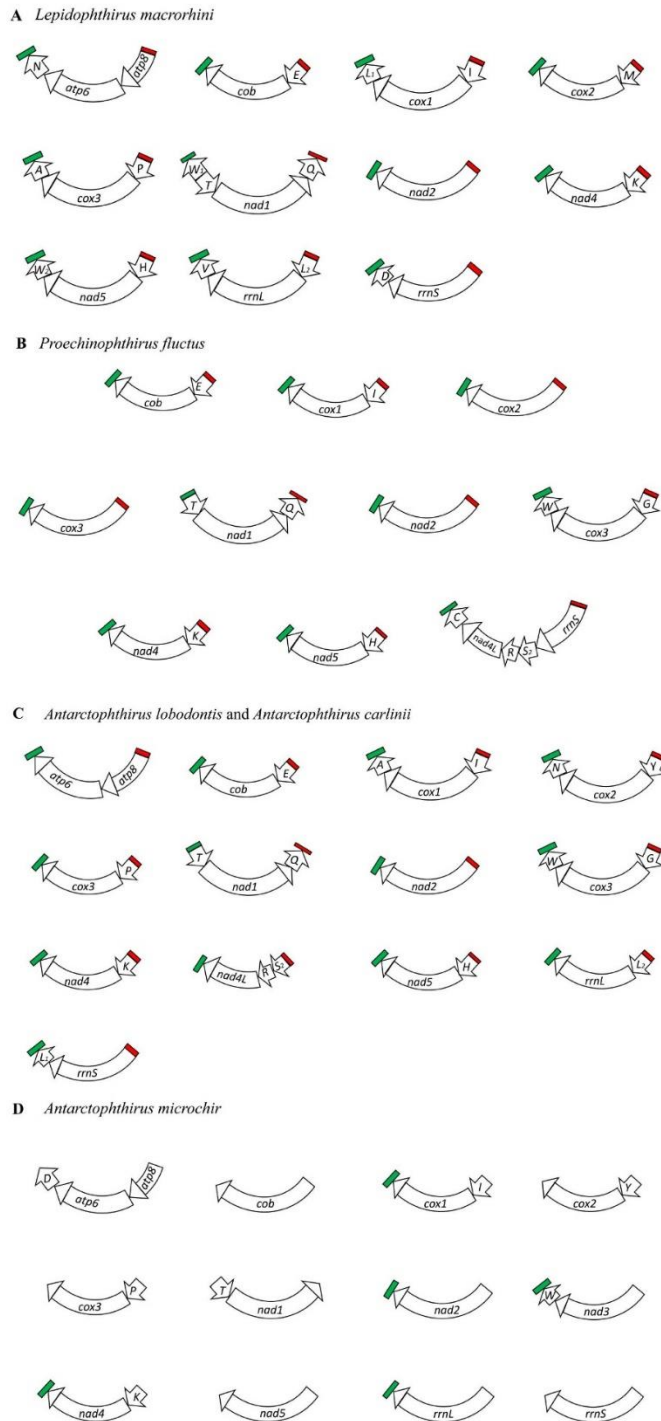 A Lepidophthirus macrorhini
N atp6 atp8 cob E L₁ cox1 I cox2 M
A cox3 P W₁ T nad1 Q nad2 nad4 K
W₂ nad5 H V rrnL L₂ D rrnS
B Proechinophthirus fluctus
cob E cox1 I cox2
cox3 T nad1 Q nad2 W cox3 G
nad4 K nad5 H C nad4L R S₂ rrnS
C Antarctophthirus lobodontis and Antarctophthirus carlinii
atp6 atp8 cob E A cox1 I N cox2 Y
cox3 P T nad1 Q nad2 W cox3 G
nad4 K nad4L R S₂ nad5 H rrnL L₂
L₁ rrnS
D Antarctophthirus microchir
D atp6 atp8 cob cox1 I cox2 Y
cox3 P T nad1 nad2 W nad3
nad4 K nad5 rrnL rrnS